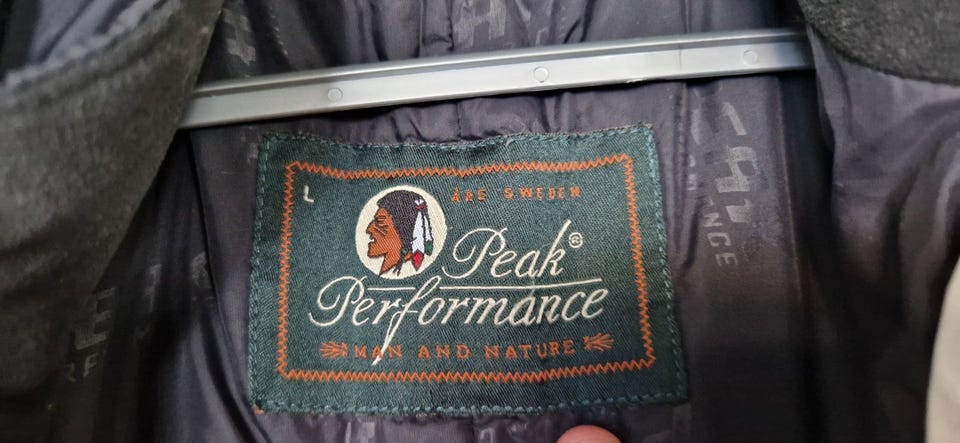 L
ÅRE SWEDEN
Peak®
Performance
MAN AND NATURE